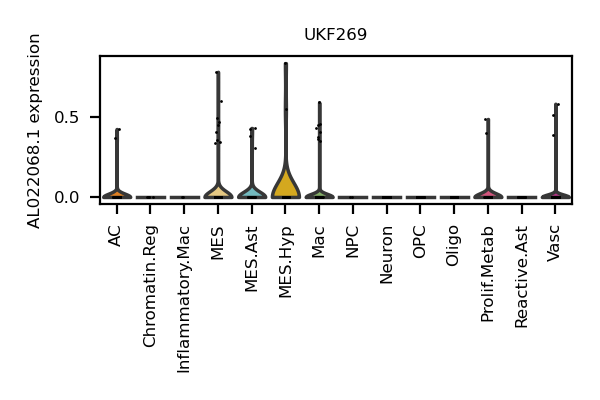 UKF269
AL022068.1 expression
0.5
0.0
AC
Chromatin.Reg
Inflammatory.Mac
MES
MES.Ast
MES.Hyp
Mac
NPC
Neuron
OPC
Oligo
Prolif.Metab
Reactive.Ast
Vasc